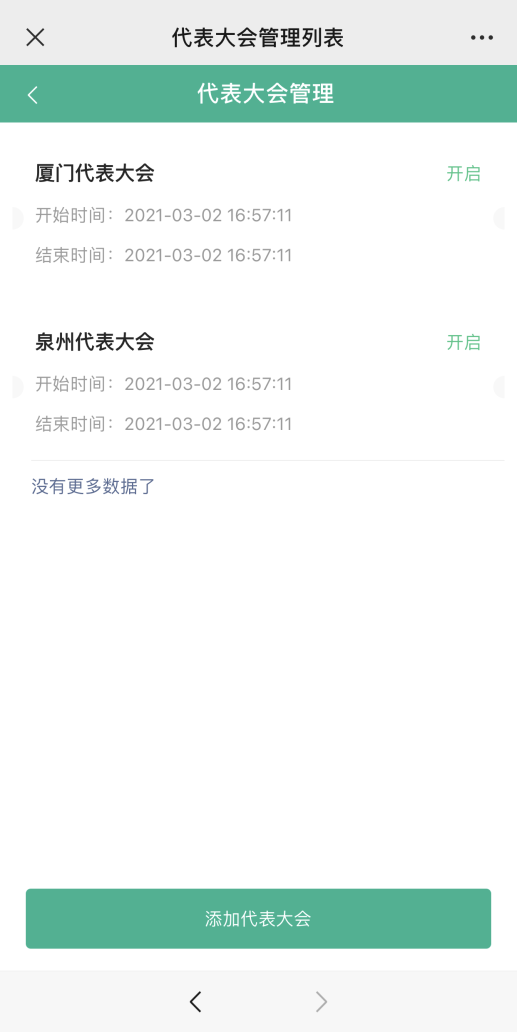 代表大会管理列表
代表大会管理
厦门代表大会 开启
开始时间：2021-03-02 16:57:11
结束时间：2021-03-02 16:57:11
泉州代表大会 开启
开始时间：2021-03-02 16:57:11
结束时间：2021-03-02 16:57:11
没有更多数据了
添加代表大会